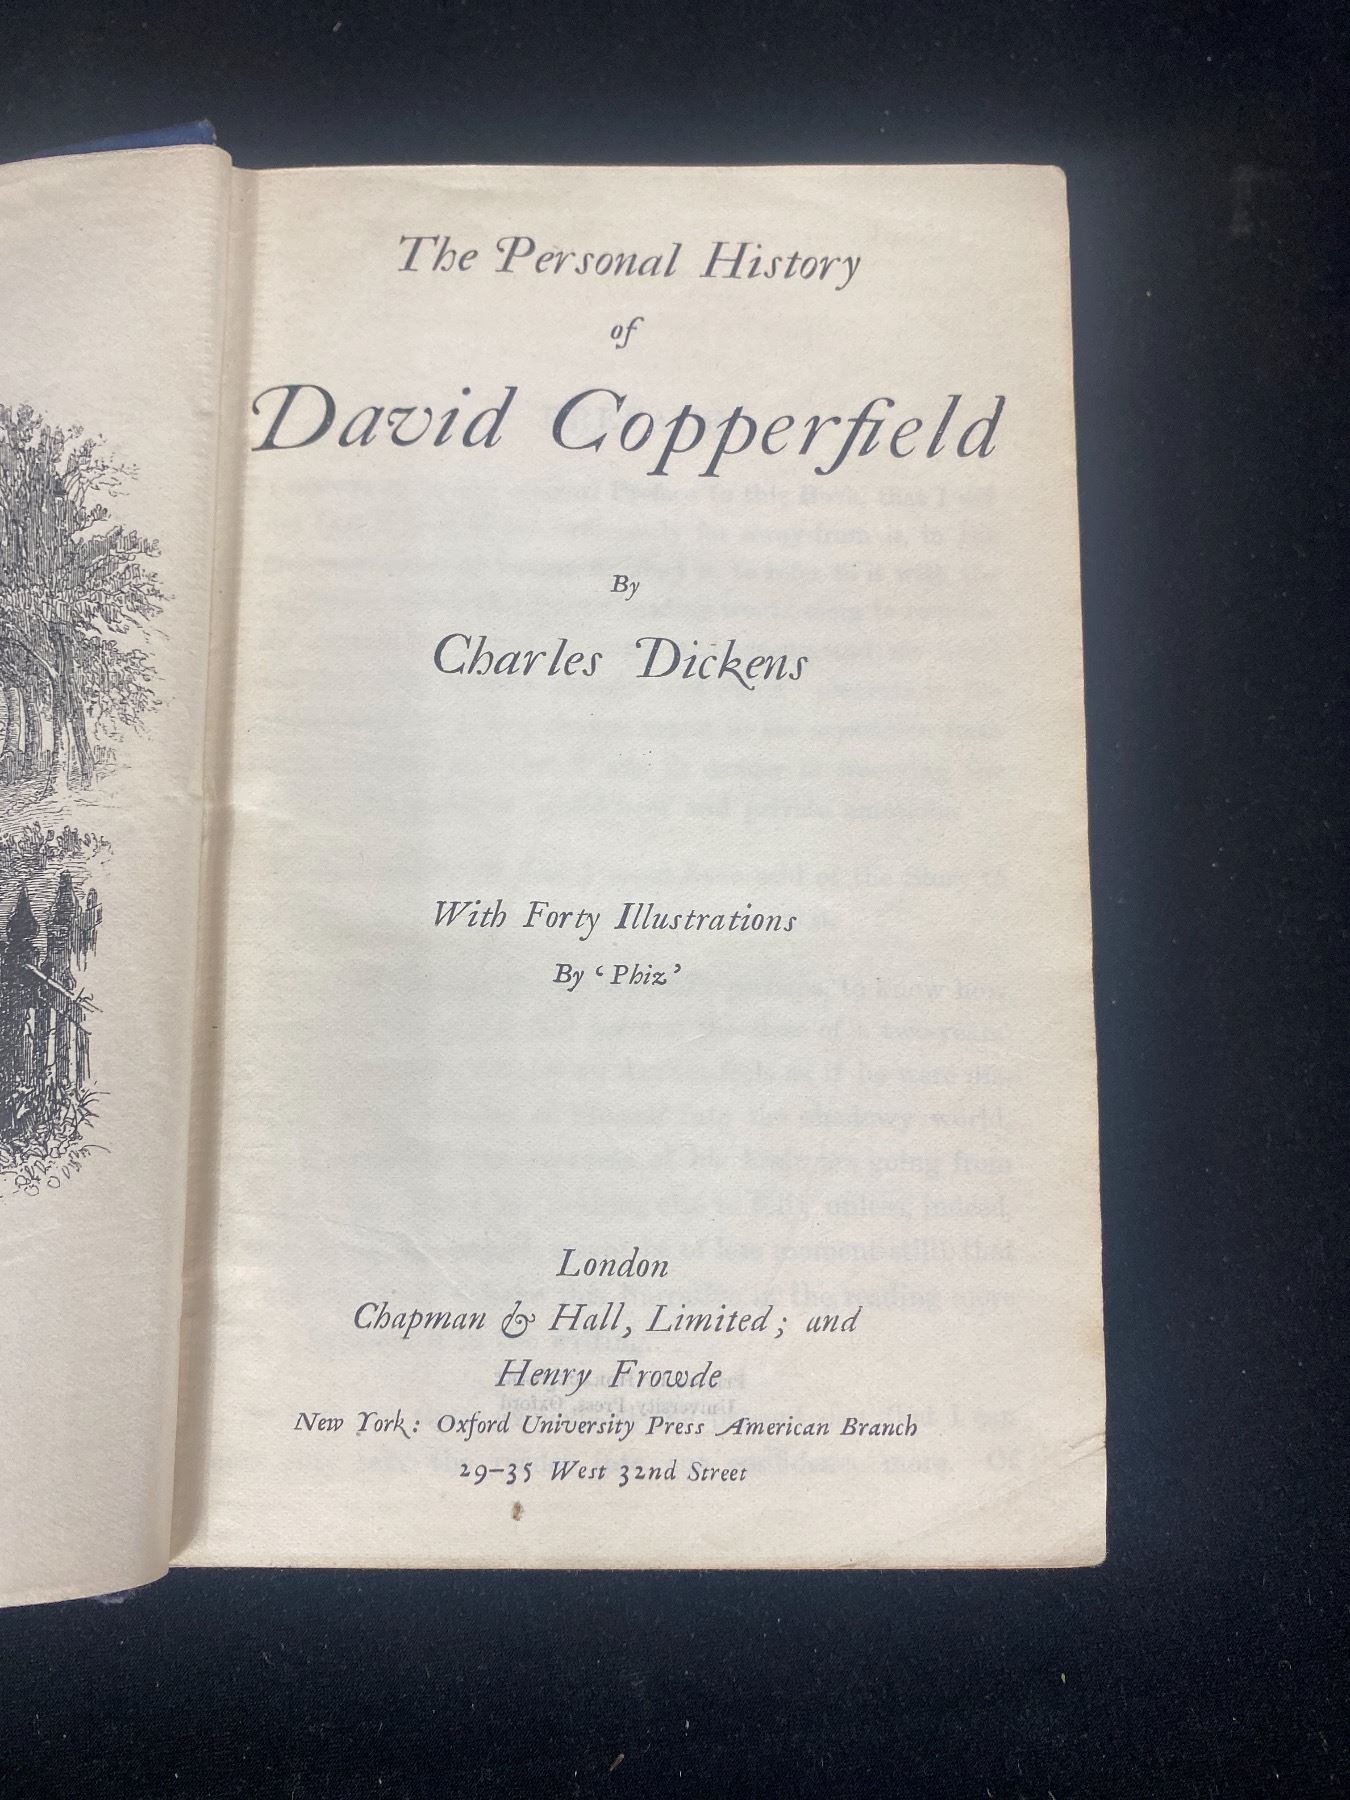 The Personal History
of
David Copperfield
By
Charles Dickens
With Forty Illustrations
By ‘Phiz’
London
Chapman & Hall, Limited; and
Henry Frowde
New York: Oxford University Press American Branch
29–35 West 32nd Street